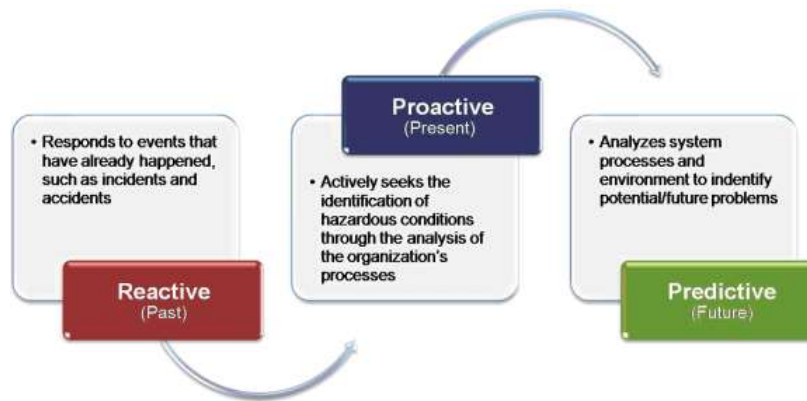 • Responds to events that
have already happened,
such as incidents and
accidents
Reactive
(Past)
Proactive
(Present)
• Actively seeks the
identification of
hazardous conditions
through the analysis of
the organization's
processes
• Analyzes system
processes and
environment to indentify
potential/future problems
Predictive
(Future)